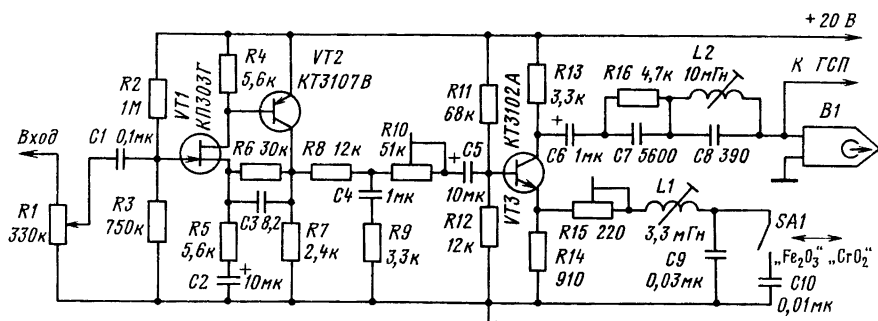 + 20 В
R4
5,6к
VT2
КТ3107В
R2
1М
VT1
КП303Г
R11
68к
КТ3102А
R13
3,3к
R16 4,7к
L2
10мГн
К ГСП
В1
Вход
C1 0,1мк
R6 30к
R8 12к
R10
51к
C5
10мк
+
C6 1мк
C7 5600
C8 390
R1
330к
R3
750к
C3 8,2
C4
1мк
VT3
L1
3,3 мГн
R5
5,6к
R7
2,4к
R9
3,3к
R12
12к
R15 220
R14
910
SA1
„Fe₂O₃“ „CrO₂“
C2
+
10мк
C9
0,03мк
C10
0,01мк